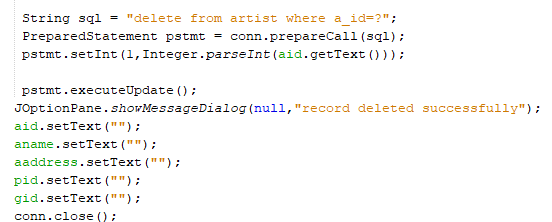 String sql = "delete from artist where a_id=?";
PreparedStatement pstmt = conn.prepareCall(sql);
pstmt.setInt(1,Integer.parseInt(aid.getText()));
pstmt.executeUpdate();
JOptionPane.showMessageDialog(null,"record deleted successfully");
aid.setText("");
aname.setText("");
aaddress.setText("");
pid.setText("");
gid.setText("");
conn.close();